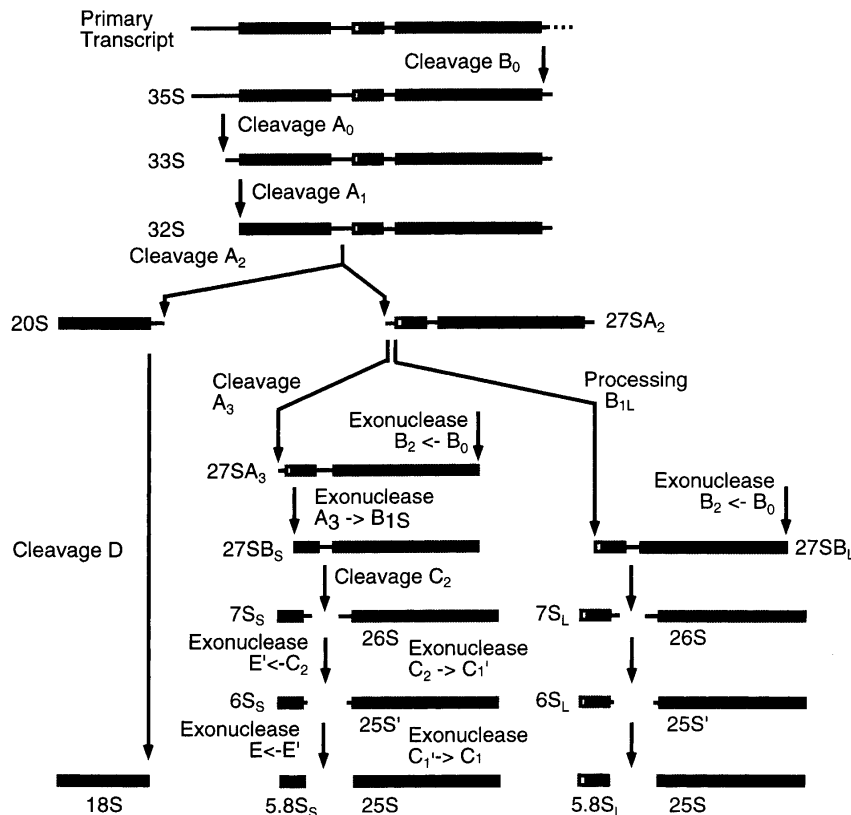 Primary
Transcript
Cleavage B0
35S
Cleavage A0
33S
Cleavage A1
32S
Cleavage A2
20S
27SA2
Cleavage
A3
Processing
B1L
Exonuclease
B2 <- B0
27SA3
Exonuclease
A3 -> B1S
Exonuclease
B2 <- B0
Cleavage D
27SBS
27SBL
Cleavage C2
7SS
26S
7SL
26S
Exonuclease
E'<-C2
Exonuclease
C2 -> C1'
6SS
25S'
6SL
25S'
Exonuclease
E<-E'
Exonuclease
C1'-> C1
18S
5.8SS
25S
5.8SL
25S